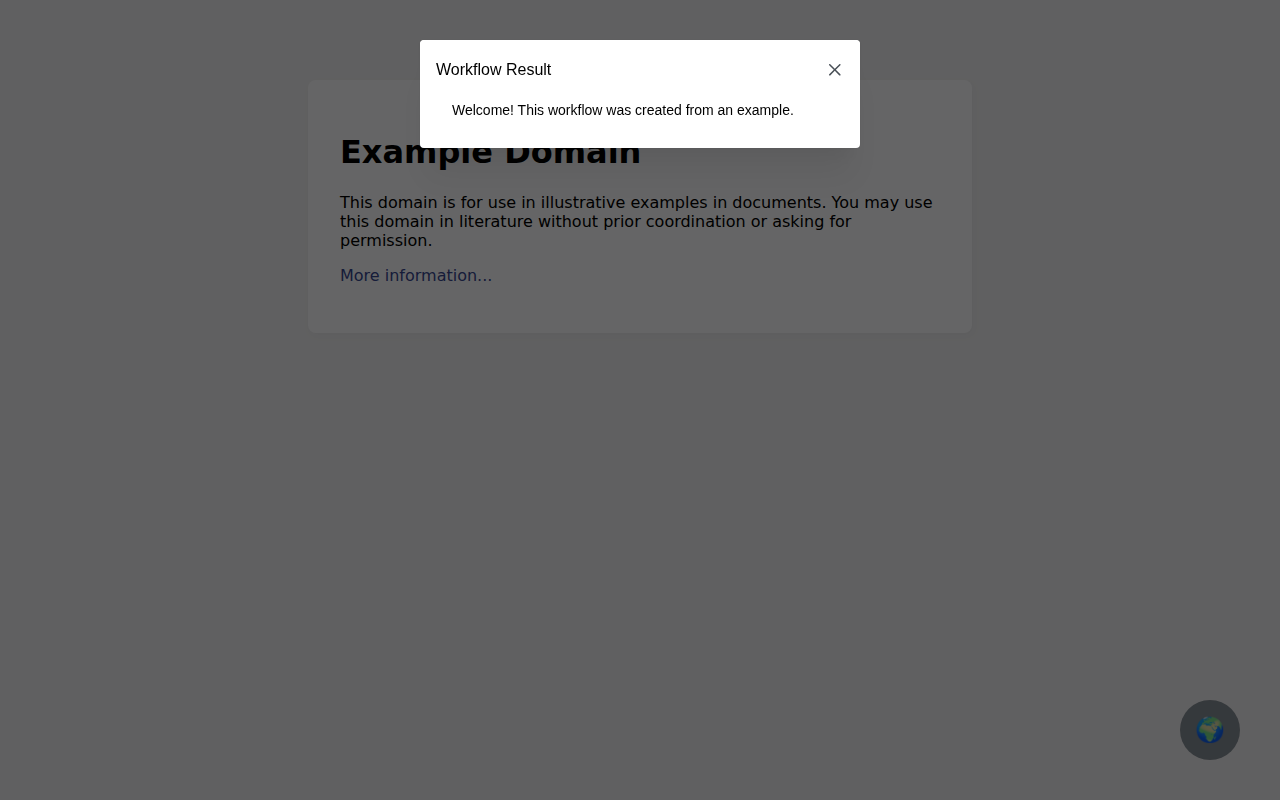 Workflow Result
Welcome! This workflow was created from an example.
Example Domain
This domain is for use in illustrative examples in documents. You may use
this domain in literature without prior coordination or asking for
permission.
More information...